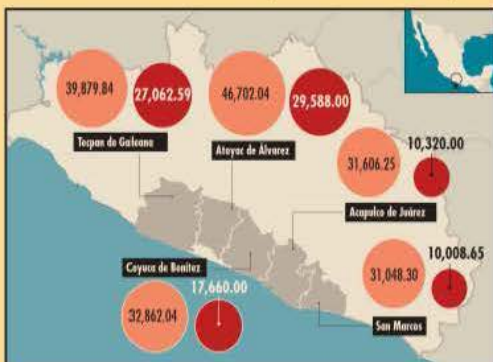 39,879.84
27,062.59
46,702.04
29,588.00
Tecpan de Galeana
Atoyac de Álvarez
31,606.25
10,320.00
Acapulco de Juárez
Coyuca de Benítez
32,862.04
17,660.00
31,048.30
10,008.65
San Marcos